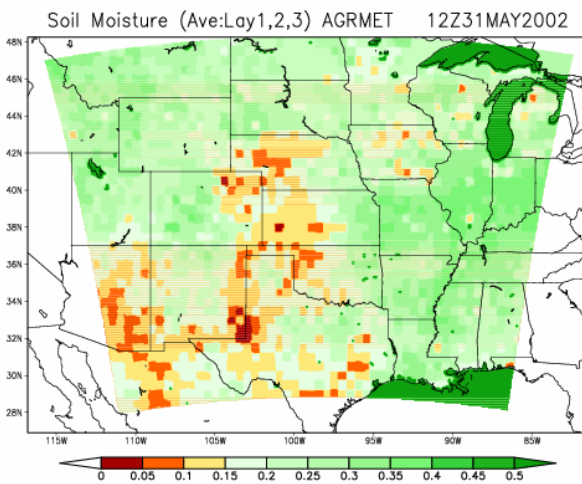 Soil Moisture (Ave:Lay1,2,3) AGRMET 12Z31MAY2002
48N
46N
44N
42N
40N
38N
36N
34N
32N
30N
28N
115W 110W 105W 100W 95W 90W 85W
0 0.05 0.1 0.15 0.2 0.25 0.3 0.35 0.4 0.45 0.5